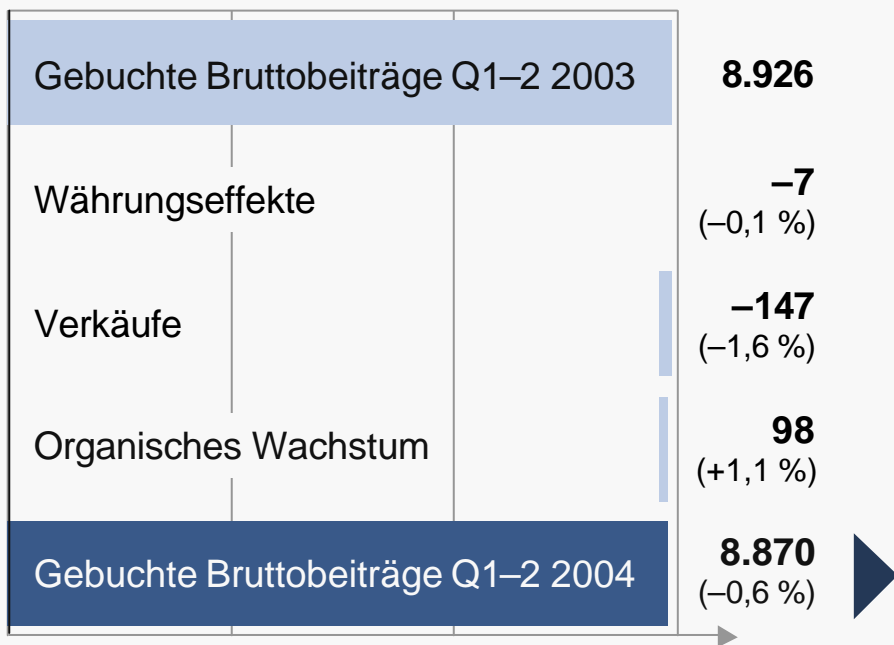 Gebuchte Bruttobeiträge Q1–2 2003 8.926
Währungseffekte –7
(–0,1 %)
Verkäufe –147
(–1,6 %)
Organisches Wachstum 98
(+1,1 %)
Gebuchte Bruttobeiträge Q1–2 2004 8.870
(–0,6 %)